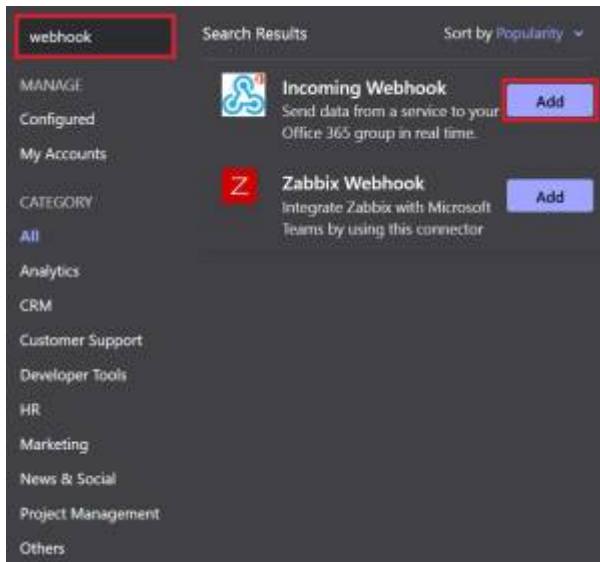 webhook
MANAGE
Configured
My Accounts
CATEGORY
All
Analytics
CRM
Customer Support
Developer Tools
HR
Marketing
News & Social
Project Management
Others
Search Results
Sort by Popularity
Incoming Webhook
Send data from a service to your
Office 365 group in real time.
Add
Z
Zabbix Webhook
Integrate Zabbix with Microsoft
Teams by using this connector
Add